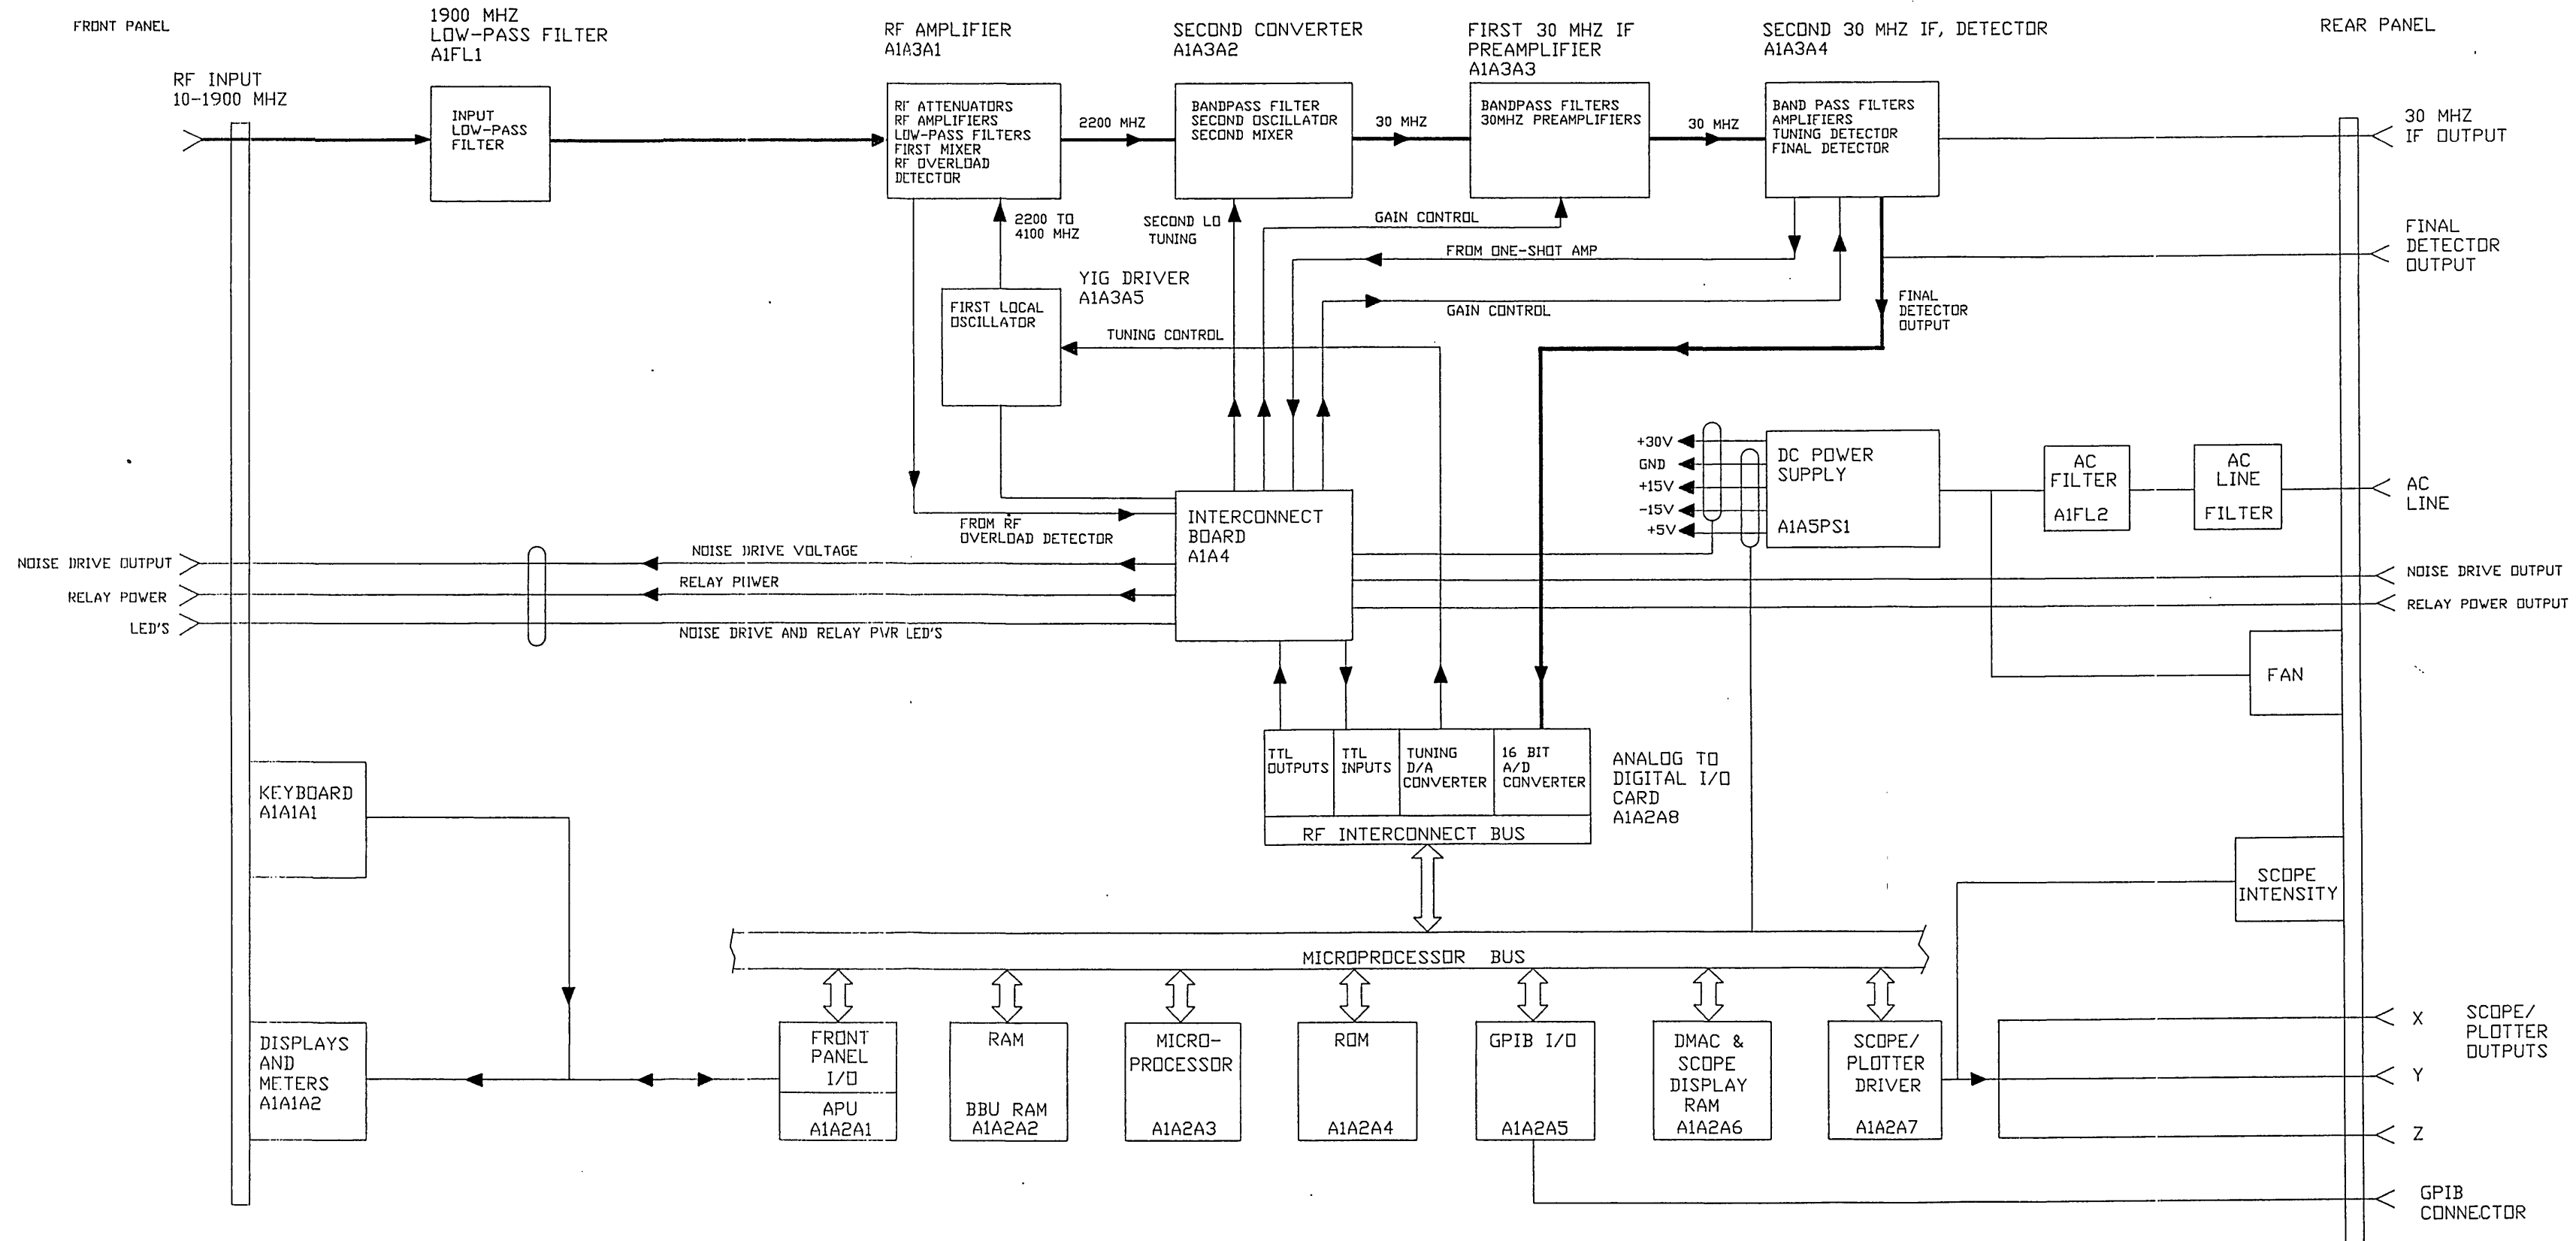 FRONT PANEL
1900 MHZ
LOW-PASS FILTER
A1FL1
RF AMPLIFIER
A1A3A1
SECOND CONVERTER
A1A3A2
FIRST 30 MHZ IF
PREAMPLIFIER
A1A3A3
SECOND 30 MHZ IF, DETECTOR
A1A3A4
REAR PANEL
RF INPUT
10-1900 MHZ
INPUT
LOW-PASS
FILTER
RF ATTENUATORS
RF AMPLIFIERS
LOW-PASS FILTERS
FIRST MIXER
RF OVERLOAD
DETECTOR
2200 MHZ
BANDPASS FILTER
SECOND OSCILLATOR
SECOND MIXER
30 MHZ
BANDPASS FILTERS
30MHZ PREAMPLIFIERS
30 MHZ
BAND PASS FILTERS
AMPLIFIERS
TUNING DETECTOR
FINAL DETECTOR
30 MHZ
IF OUTPUT
2200 TO
4100 MHZ
SECOND LO
TUNING
GAIN CONTROL
FROM ONE-SHOT AMP
FINAL
DETECTOR
OUTPUT
YIG DRIVER
A1A3A5
FIRST LOCAL
OSCILLATOR
GAIN CONTROL
FINAL
DETECTOR
OUTPUT
TUNING CONTROL
+30V
GND
+15V
-15V
+5V
DC POWER
SUPPLY
A1A5PS1
AC
FILTER
A1FL2
AC
LINE
FILTER
AC
LINE
FROM RF
OVERLOAD DETECTOR
INTERCONNECT
BOARD
A1A4
NOISE DRIVE OUTPUT
NOISE DRIVE VOLTAGE
NOISE DRIVE OUTPUT
RELAY POWER
RELAY POWER
RELAY POWER OUTPUT
LED'S
NOISE DRIVE AND RELAY PWR LED'S
FAN
TTL
OUTPUTS
TTL
INPUTS
TUNING
D/A
CONVERTER
16 BIT
A/D
CONVERTER
RF INTERCONNECT BUS
ANALOG TO
DIGITAL I/O
CARD
A1A2A8
KEYBOARD
A1A1A1
SCOPE
INTENSITY
MICROPROCESSOR BUS
DISPLAYS
AND
METERS
A1A1A2
FRONT
PANEL
I/O
APU
A1A2A1
RAM
BBU RAM
A1A2A2
MICRO-
PROCESSOR
A1A2A3
ROM
A1A2A4
GPIB I/O
A1A2A5
DMAC &
SCOPE
DISPLAY
RAM
A1A2A6
SCOPE/
PLOTTER
DRIVER
A1A2A7
X
Y
Z
SCOPE/
PLOTTER
OUTPUTS
GPIB
CONNECTOR